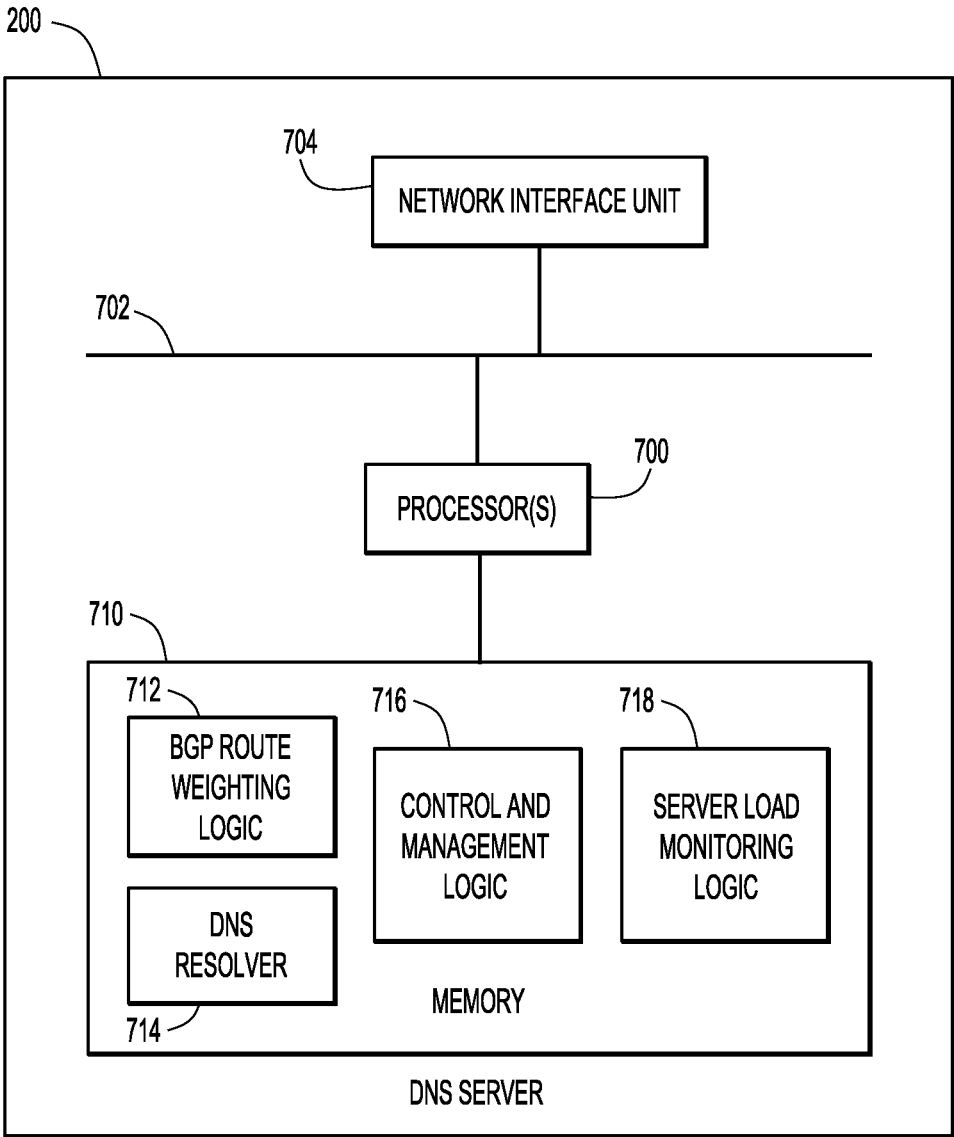 200
704
NETWORK INTERFACE UNIT
702
700
PROCESSOR(S)
710
712
BGP ROUTE
WEIGHTING
LOGIC
716
CONTROL AND
MANAGEMENT
LOGIC
718
SERVER LOAD
MONITORING
LOGIC
DNS
RESOLVER
714
MEMORY
DNS SERVER